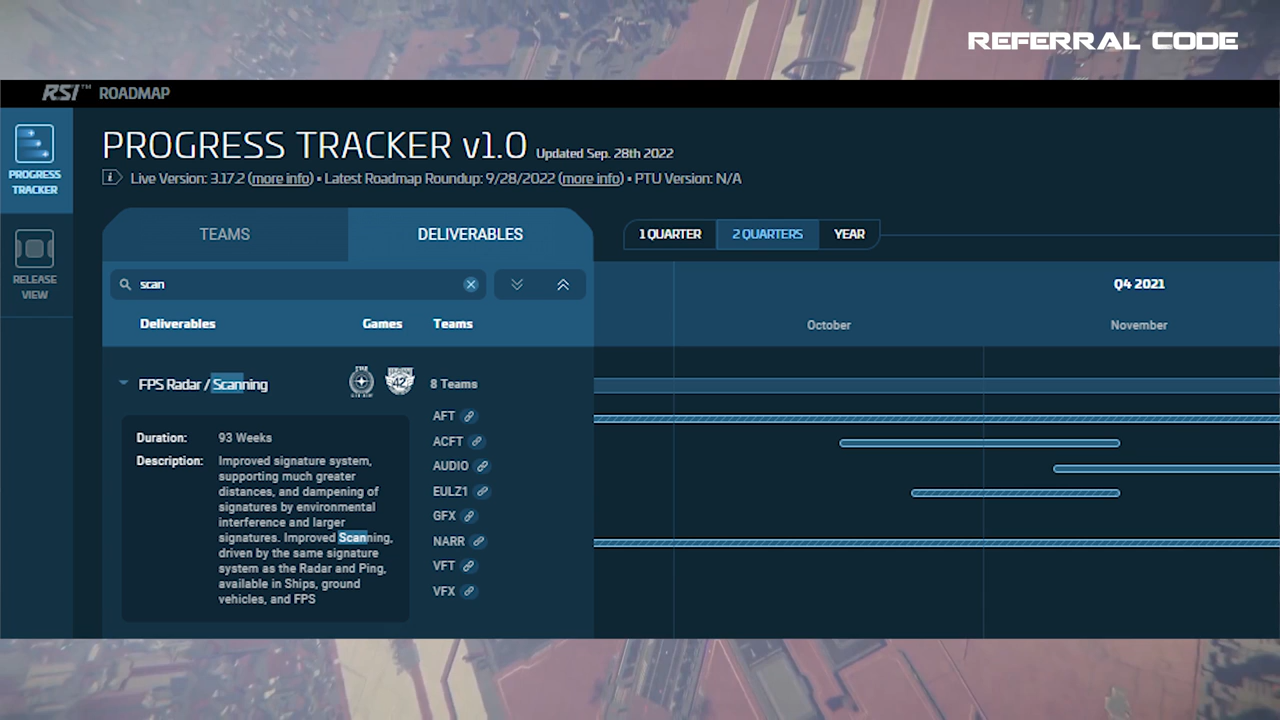 REFERRAL CODE
RSI™ ROADMAP
PROGRESS TRACKER
PROGRESS TRACKER v1.0 Updated Sep. 28th 2022
Live Version: 3.17.2 (more info) • Latest Roadmap Roundup: 9/28/2022 (more info) • PTU Version: N/A
RELEASE VIEW
TEAMS DELIVERABLES 1 QUARTER 2 QUARTERS YEAR
scan
Q4 2021
Deliverables Games Teams October November
FPS Radar / Scanning 42 8 Teams
Duration: 93 Weeks
Description: Improved signature system,
supporting much greater
distances, and dampening of
signatures by environmental
interference and larger
signatures. Improved Scanning,
driven by the same signature
system as the Radar and Ping,
available in Ships, ground
vehicles, and FPS
AFT
ACFT
AUDIO
EULZ1
GFX
NARR
VFT
VFX